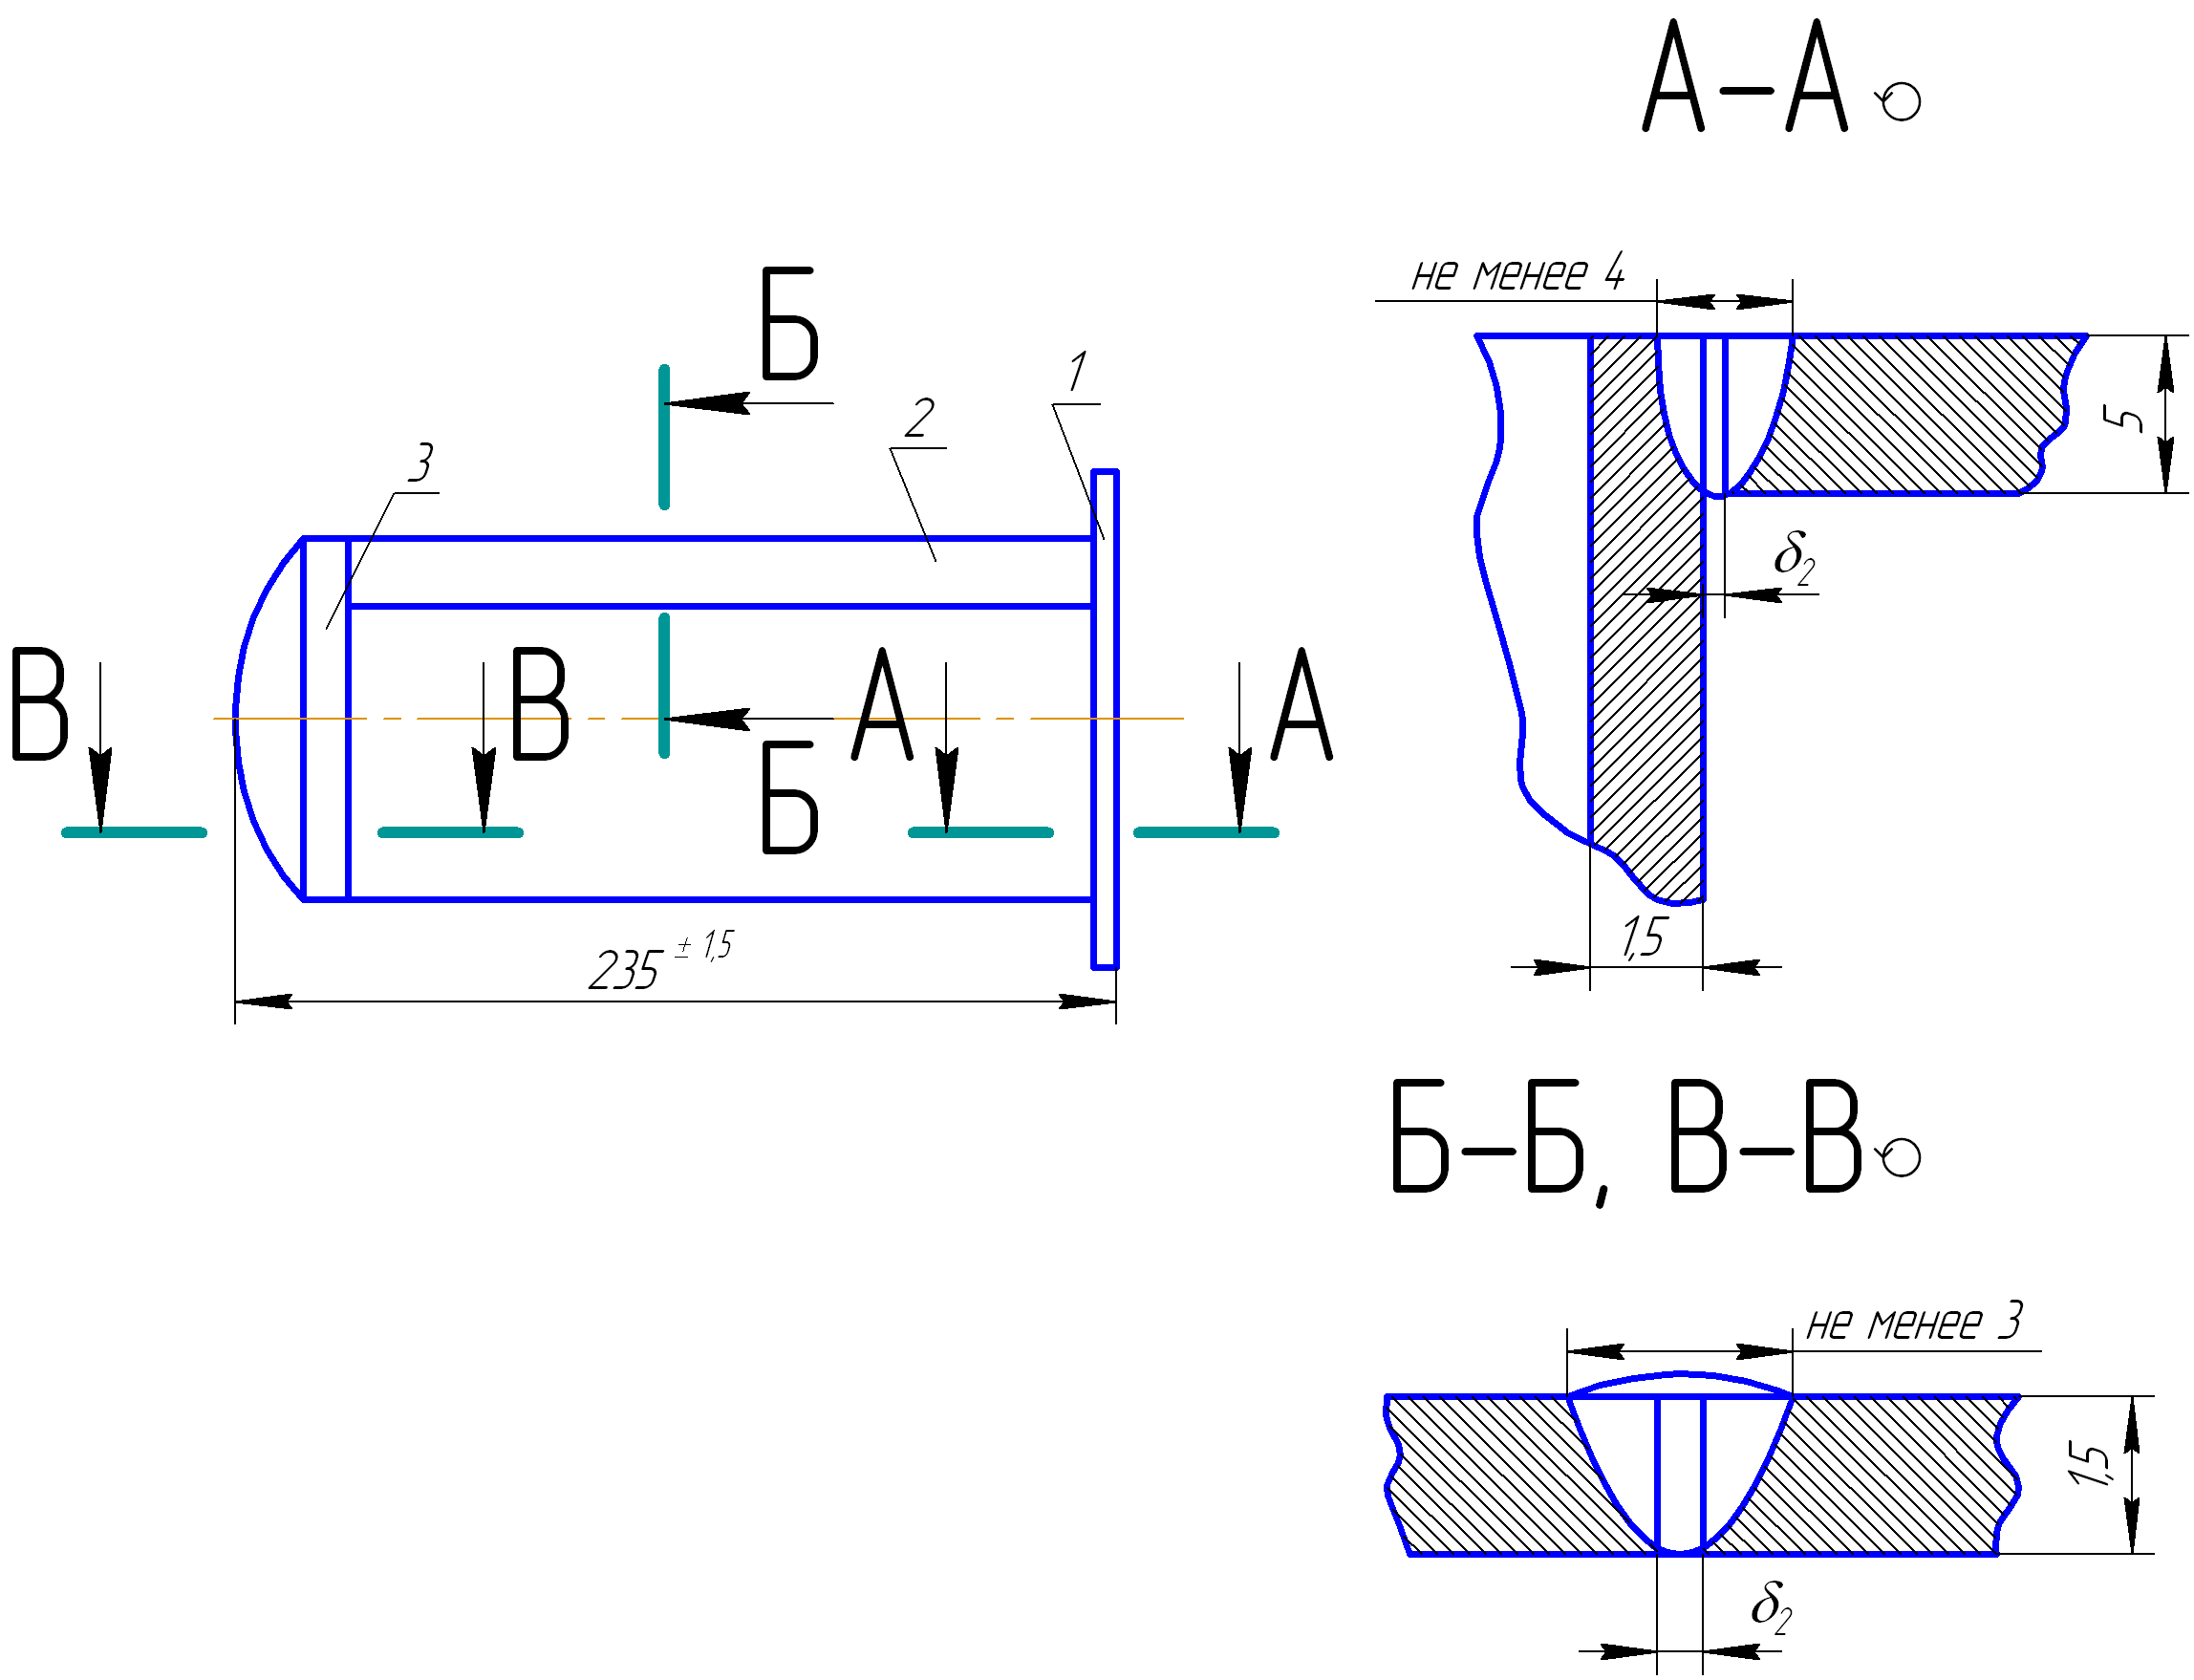 А–А
не менее 4
Б
1
2
3
5
δ2
В
В
А
А
Б
1,5
235 ± 1,5
Б–Б, В–В
не менее 3
1,5
δ2